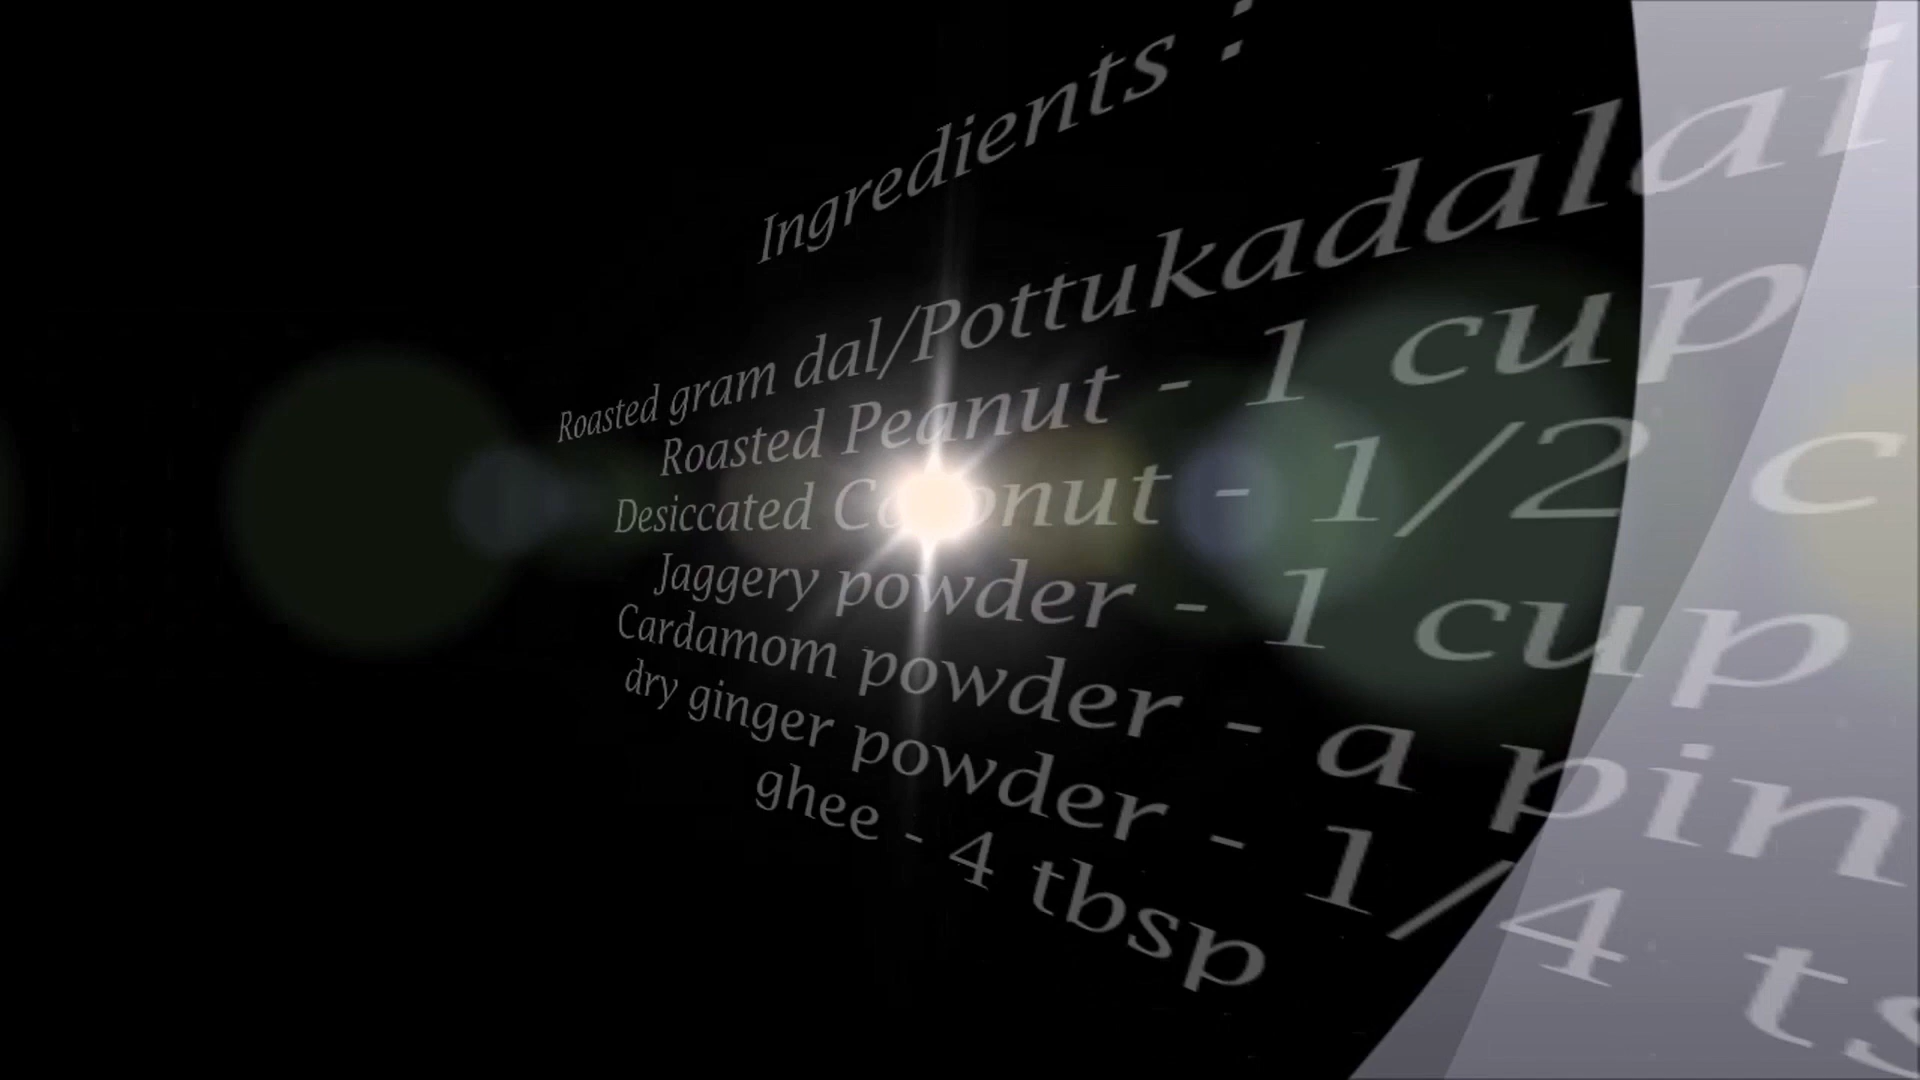 Ingredients :
Roasted gram dal/Pottukadalai
Roasted Peanut - 1 cup
Desiccated Coconut - 1/2 c
Jaggery powder - 1 cup
Cardamom powder - a pin
dry ginger powder - 1/4 ts
ghee - 4 tbsp